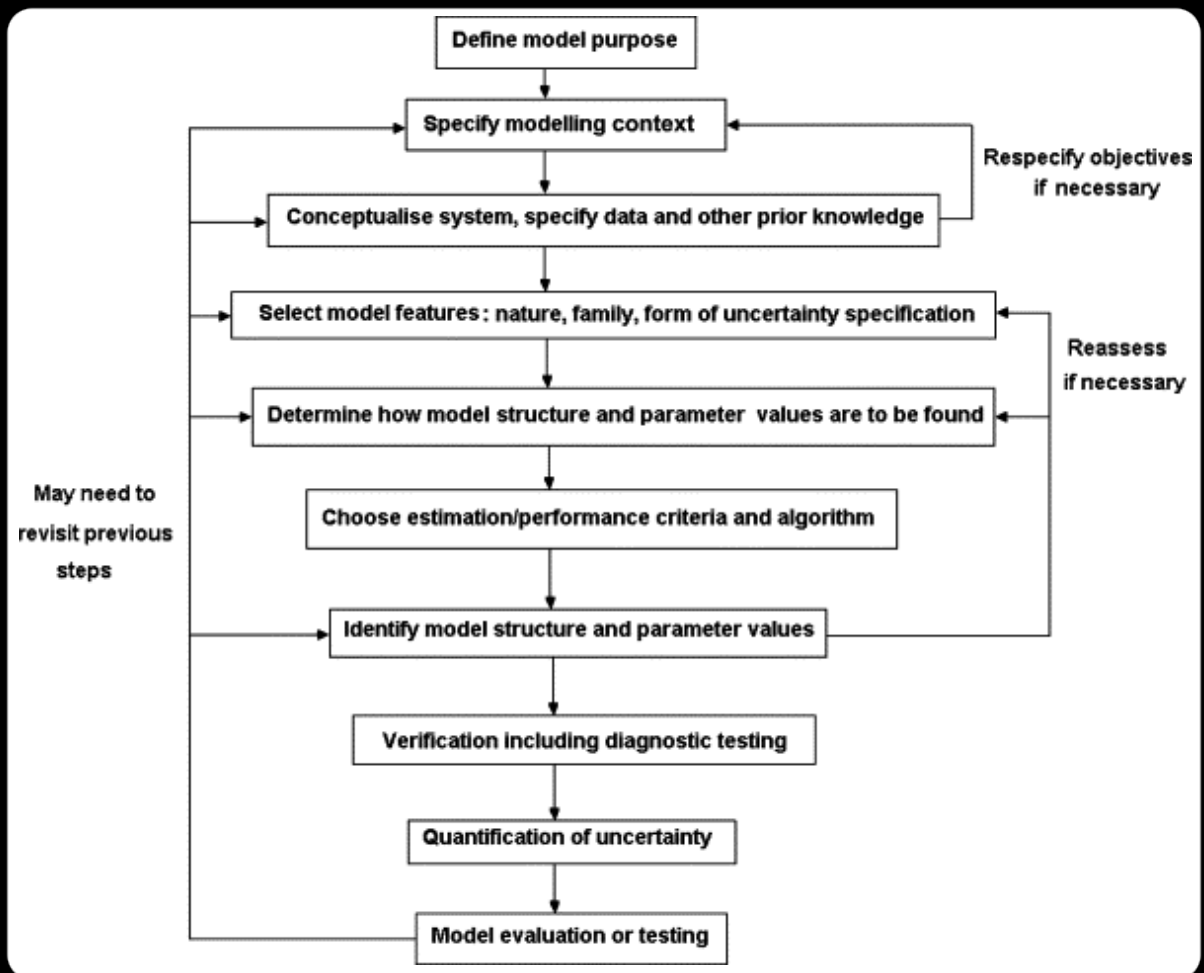 Define model purpose
Specify modelling context
Respecify objectives
if necessary
Conceptualise system, specify data and other prior knowledge
Select model features: nature, family, form of uncertainty specification
Reassess
if necessary
Determine how model structure and parameter values are to be found
May need to
revisit previous
steps
Choose estimation/performance criteria and algorithm
Identify model structure and parameter values
Verification including diagnostic testing
Quantification of uncertainty
Model evaluation or testing